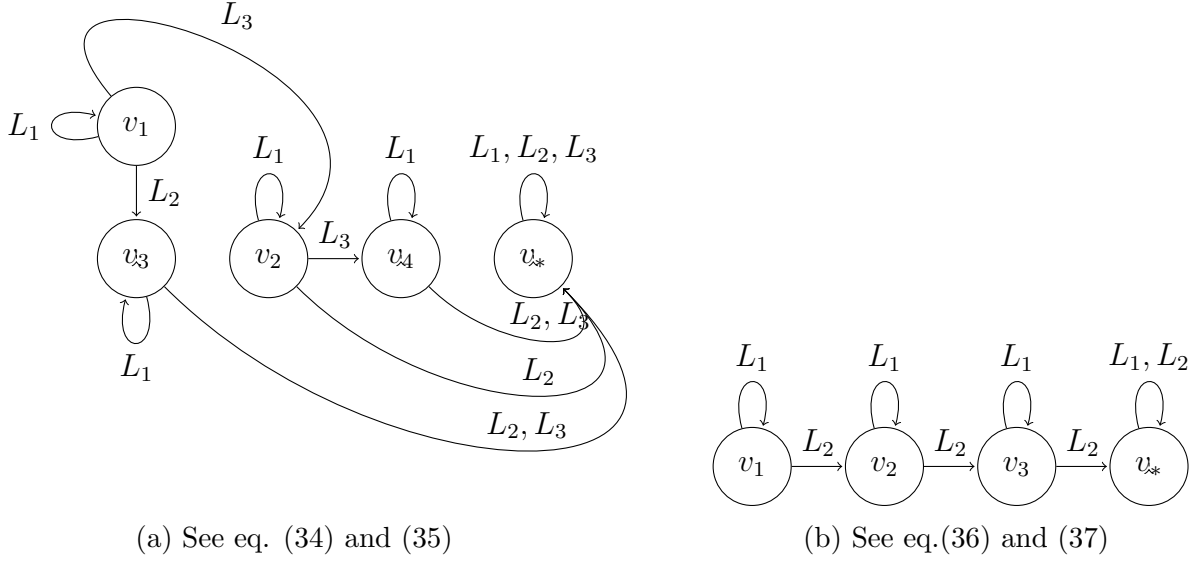 L₃
L₁
v₁
L₂
L₁
L₁
L₁, L₂, L₃
v₃
v₂
L₃
v₄
v*
L₁
L₂, L₃
L₂
L₂, L₃
L₁
L₁
L₁
L₁, L₂
v₁
L₂
v₂
L₂
v₃
L₂
v*
(a) See eq. (34) and (35)
(b) See eq.(36) and (37)